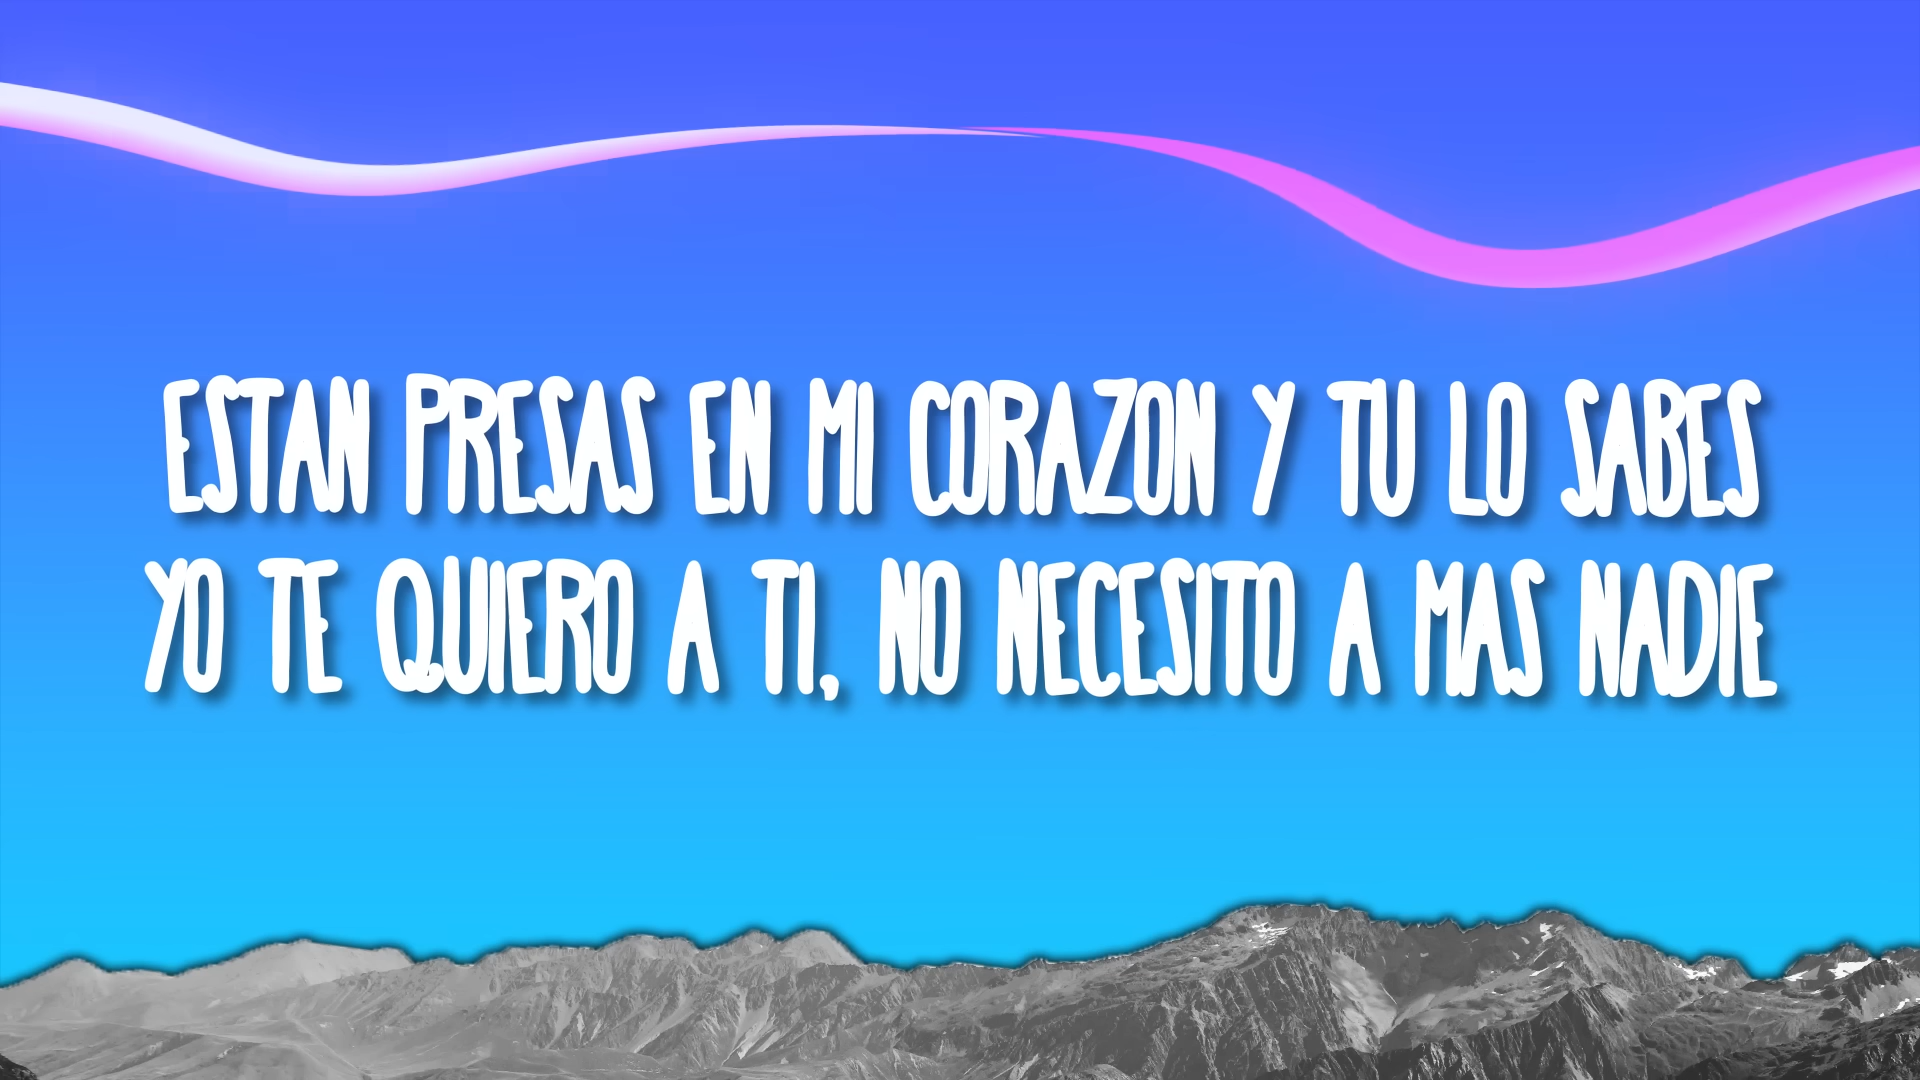 ESTAN PRESAS EN MI CORAZON Y TU LO SABES
YO TE QUIERO A TI, NO NECESITO A MAS NADIE